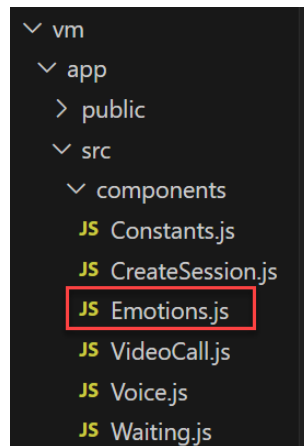 vm
app
public
src
components
JS Constants.js
JS CreateSession.js
JS Emotions.js
JS VideoCall.js
JS Voice.js
JS Waiting.js